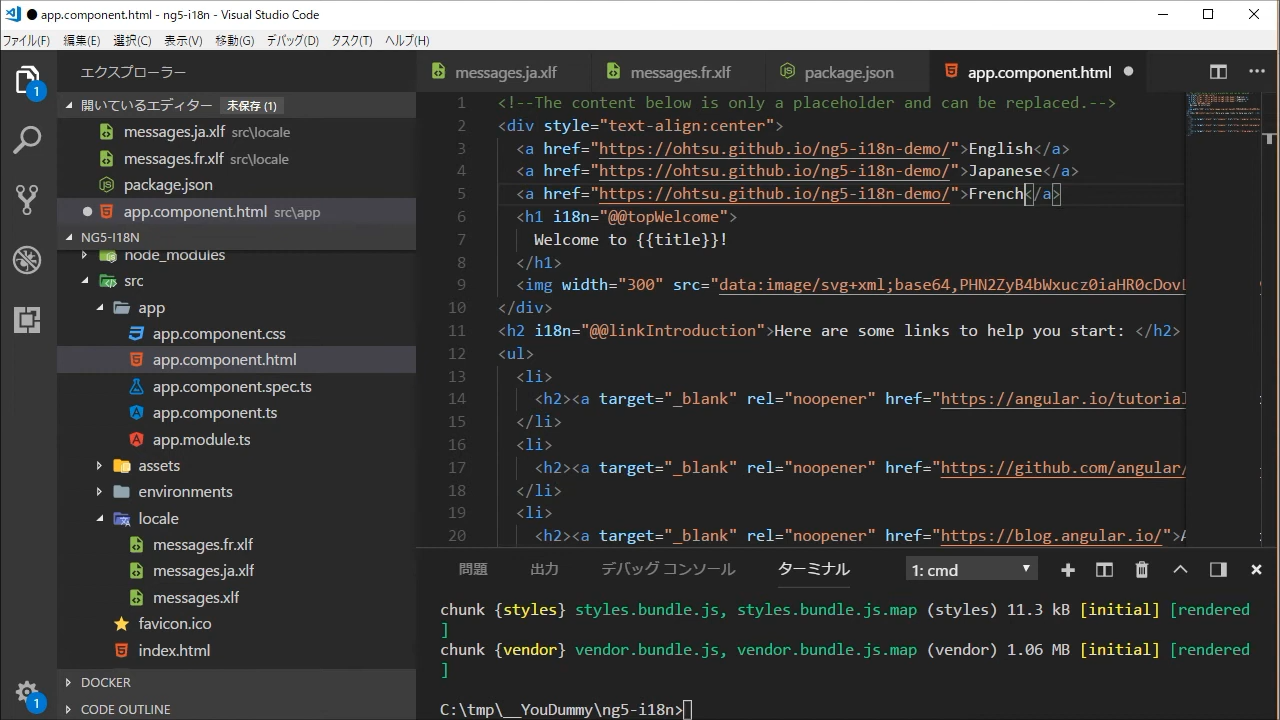 app.component.html - ng5-i18n - Visual Studio Code
ファイル(F) 編集(E) 選択(C) 表示(V) 移動(G) デバッグ(D) タスク(T) ヘルプ(H)
エクスプローラー
開いているエディター 未保存 (1)
messages.ja.xlf src\locale
messages.fr.xlf src\locale
package.json
app.component.html src\app
NG5-I18N
node_modules
src
app
app.component.css
app.component.html
app.component.spec.ts
app.component.ts
app.module.ts
assets
environments
locale
messages.fr.xlf
messages.ja.xlf
messages.xlf
favicon.ico
index.html
DOCKER
CODE OUTLINE
1
1
messages.ja.xlf messages.fr.xlf package.json app.component.html
1 <!--The content below is only a placeholder and can be replaced.-->
2 <div style="text-align:center">
3 <a href="https://ohtsu.github.io/ng5-i18n-demo/">English</a>
4 <a href="https://ohtsu.github.io/ng5-i18n-demo/">Japanese</a>
5 <a href="https://ohtsu.github.io/ng5-i18n-demo/">French</a>
6 <h1 i18n="@@topWelcome">
7 Welcome to {{title}}!
8 </h1>
9 <img width="300" src="data:image/svg+xml;base64,PHN2ZyB4bWxucz0iaHR0cDovL
10 </div>
11 <h2 i18n="@@linkIntroduction">Here are some links to help you start: </h2>
12 <ul>
13 <li>
14 <h2><a target="_blank" rel="noopener" href="https://angular.io/tutorial
15 </li>
16 <li>
17 <h2><a target="_blank" rel="noopener" href="https://github.com/angular/
18 </li>
19 <li>
20 <h2><a target="_blank" rel="noopener" href="https://blog.angular.io/">A
問題 出力 デバッグ コンソール ターミナル 1: cmd
chunk {styles} styles.bundle.js, styles.bundle.js.map (styles) 11.3 kB [initial] [rendered
]
chunk {vendor} vendor.bundle.js, vendor.bundle.js.map (vendor) 1.06 MB [initial] [rendered
]
C:\tmp\__YouDummy\ng5-i18n>